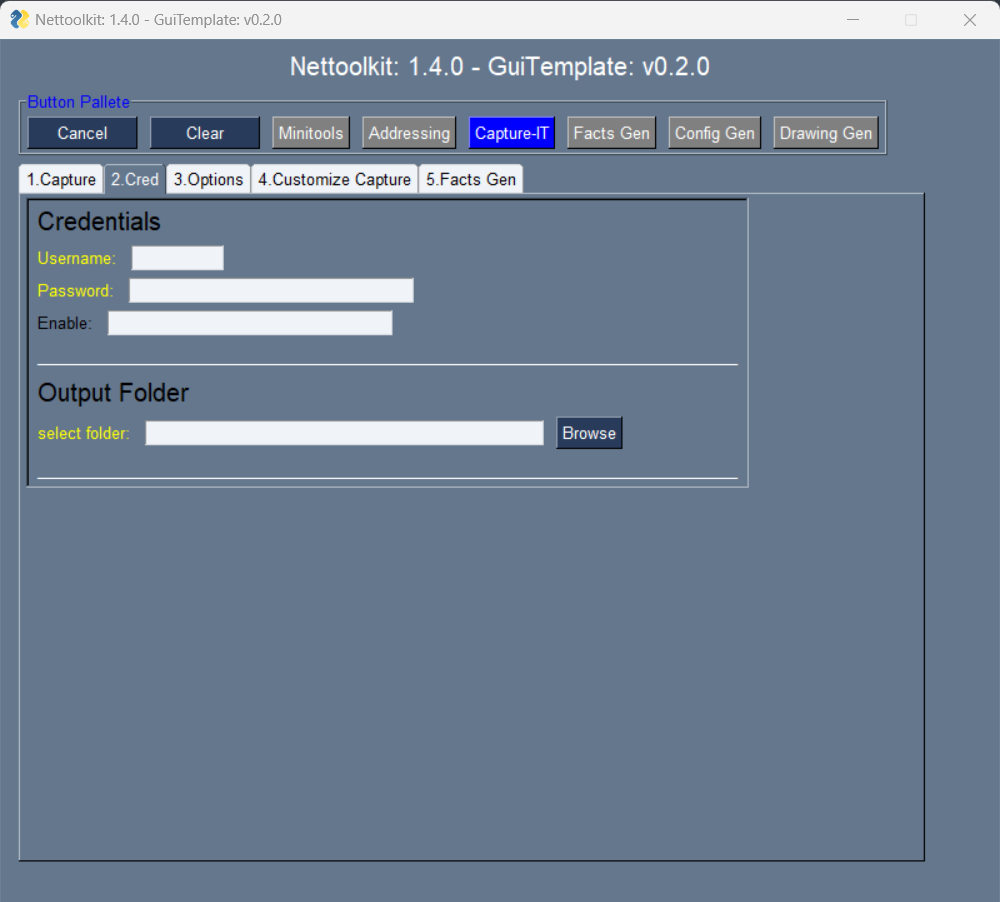 Nettoolkit: 1.4.0 - GuiTemplate: v0.2.0
Nettoolkit: 1.4.0 - GuiTemplate: v0.2.0
Button Pallete
Cancel Clear Minitools Addressing Capture-IT Facts Gen Config Gen Drawing Gen
1.Capture 2.Cred 3.Options 4.Customize Capture 5.Facts Gen
Credentials
Username:
Password:
Enable:
Output Folder
select folder: Browse